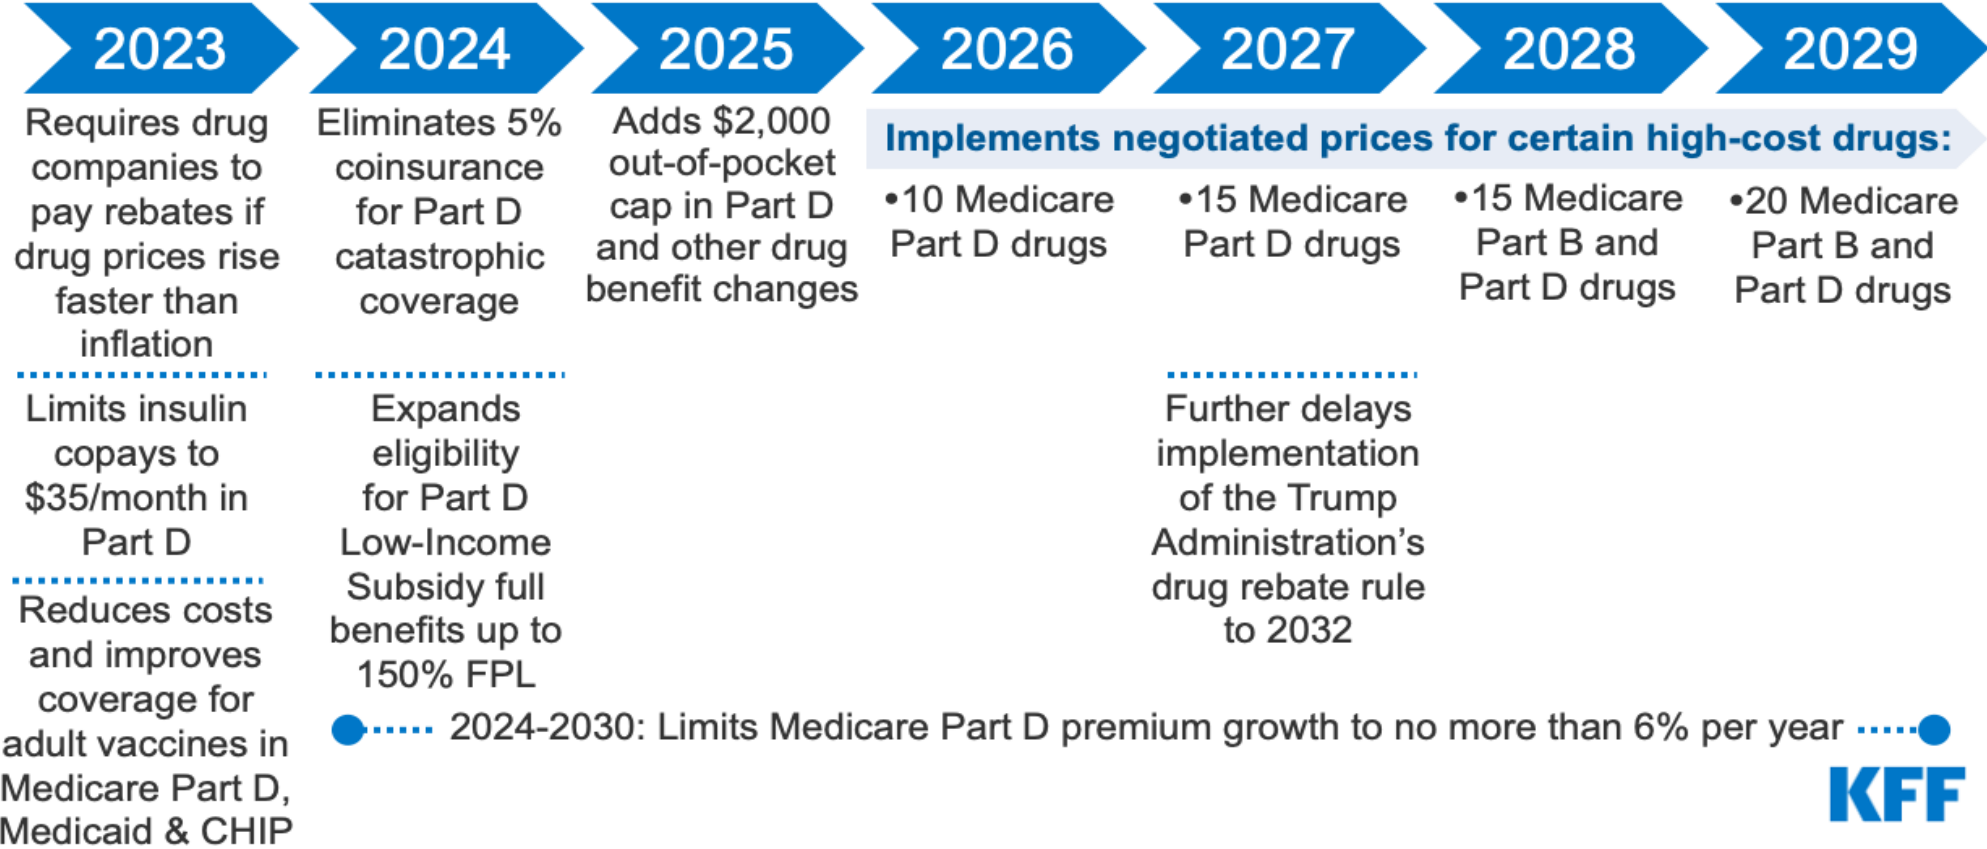 2023
Requires drug
companies to
pay rebates if
drug prices rise
faster than
inflation
Limits insulin
copays to
$35/month in
Part D
Reduces costs
and improves
coverage for
adult vaccines in
Medicare Part D,
Medicaid & CHIP
2024
Eliminates 5%
coinsurance
for Part D
catastrophic
coverage
Expands
eligibility
for Part D
Low-Income
Subsidy full
benefits up to
150% FPL
2025
Adds $2,000
out-of-pocket
cap in Part D
and other drug
benefit changes
2026
2027
2028
2029
Implements negotiated prices for certain high-cost drugs:
•10 Medicare
Part D drugs
•15 Medicare
Part D drugs
Further delays
implementation
of the Trump
Administration’s
drug rebate rule
to 2032
•15 Medicare
Part B and
Part D drugs
•20 Medicare
Part B and
Part D drugs
2024-2030: Limits Medicare Part D premium growth to no more than 6% per year
KFF